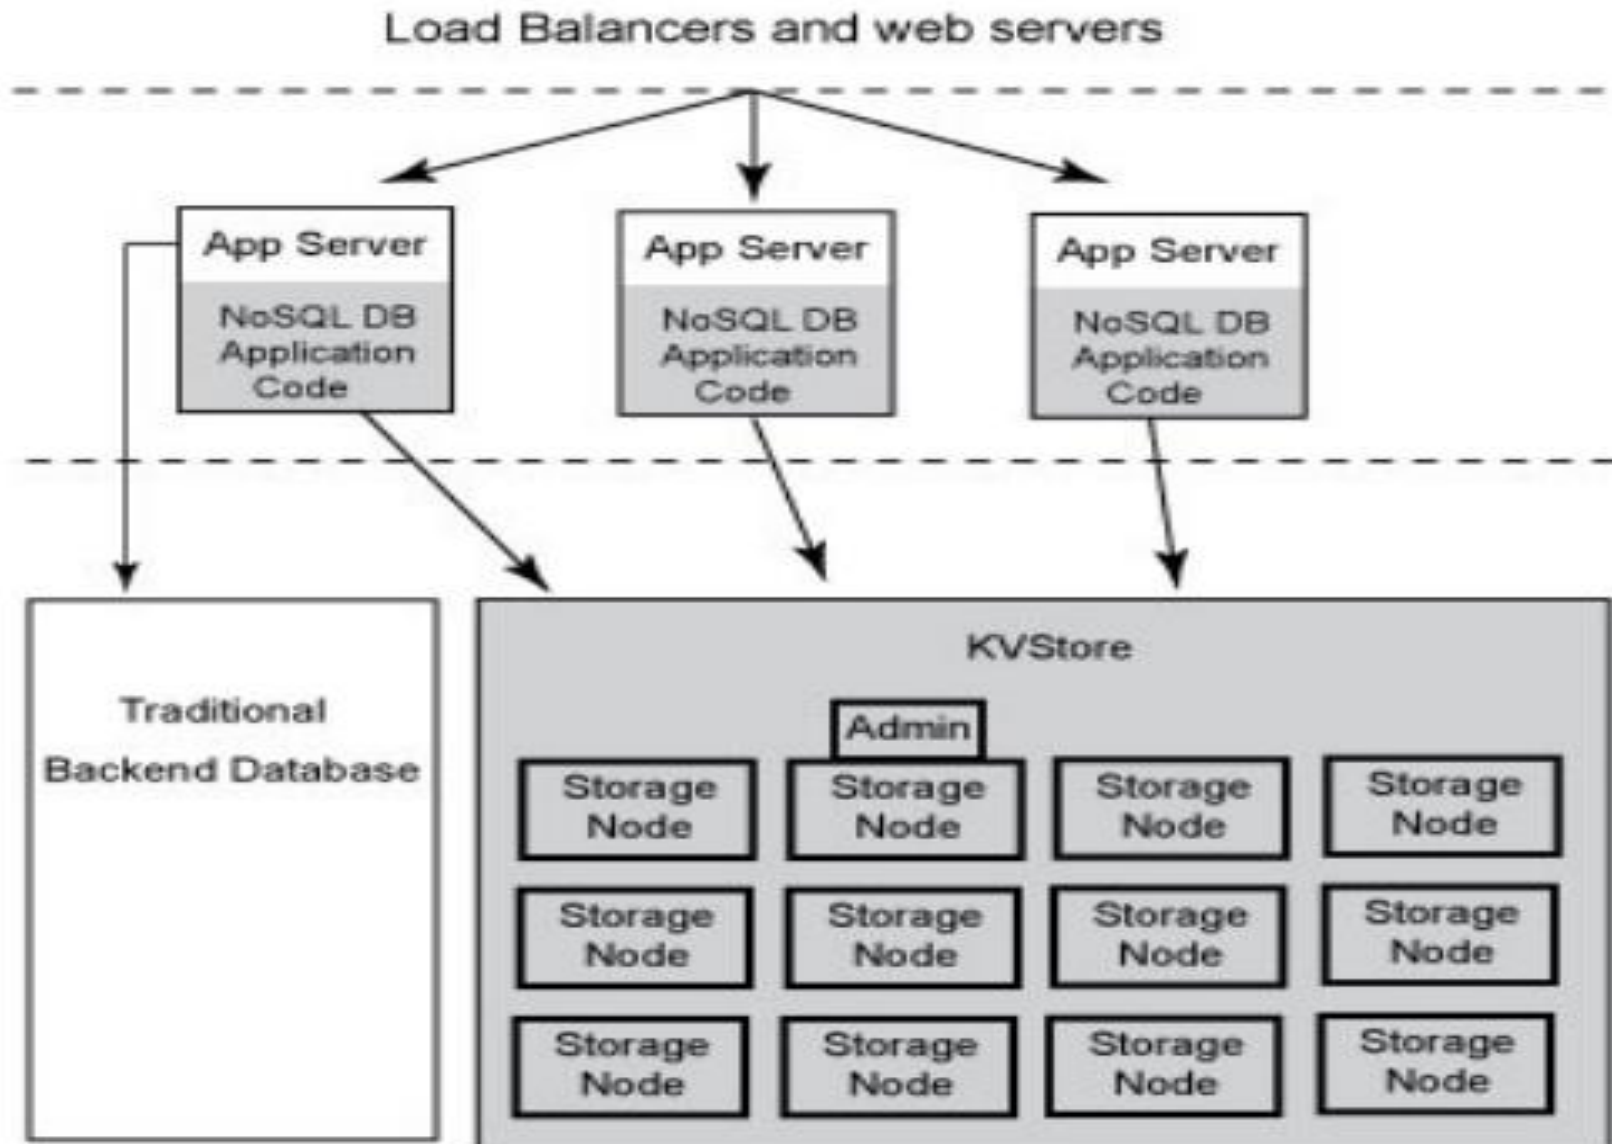 Load Balancers and web servers
App Server
NoSQL DB
Application
Code
App Server
NoSQL DB
Application
Code
App Server
NoSQL DB
Application
Code
Traditional
Backend Database
KVStore
Admin
Storage
Node
Storage
Node
Storage
Node
Storage
Node
Storage
Node
Storage
Node
Storage
Node
Storage
Node
Storage
Node
Storage
Node
Storage
Node
Storage
Node